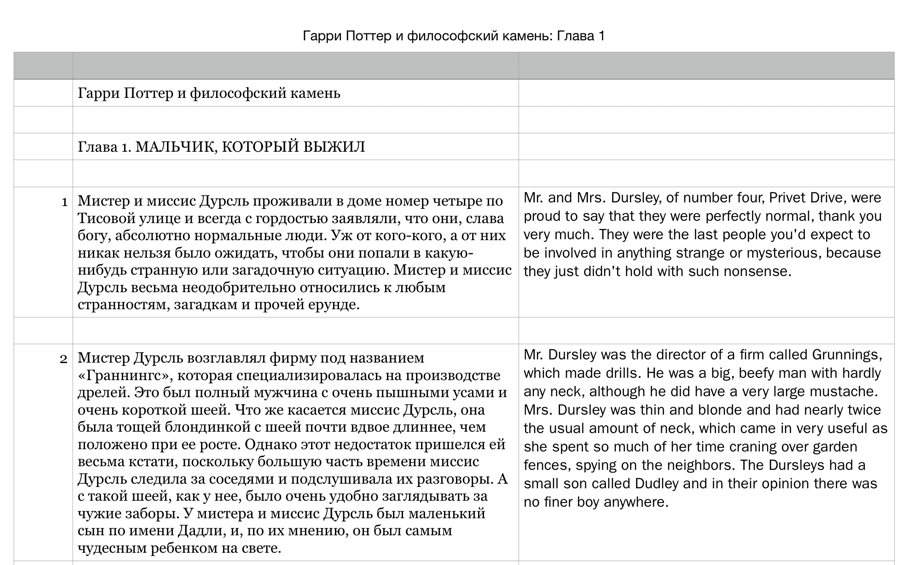 Гарри Поттер и философский камень: Глава 1
Гарри Поттер и философский камень
Глава 1. МАЛЬЧИК, КОТОРЫЙ ВЫЖИЛ
1
Мистер и миссис Дурсль проживали в доме номер четыре по
Тисовой улице и всегда с гордостью заявляли, что они, слава
богу, абсолютно нормальные люди. Уж от кого-кого, а от них
никак нельзя было ожидать, чтобы они попали в какую-
нибудь странную или загадочную ситуацию. Мистер и миссис
Дурсль весьма неодобрительно относились к любым
странностям, загадкам и прочей ерунде.
Mr. and Mrs. Dursley, of number four, Privet Drive, were
proud to say that they were perfectly normal, thank you
very much. They were the last people you'd expect to
be involved in anything strange or mysterious, because
they just didn't hold with such nonsense.
2
Мистер Дурсль возглавлял фирму под названием
«Граннингс», которая специализировалась на производстве
дрелей. Это был полный мужчина с очень пышными усами и
очень короткой шеей. Что же касается миссис Дурсль, она
была тощей блондинкой с шеей почти вдвое длиннее, чем
положено при ее росте. Однако этот недостаток пришелся ей
весьма кстати, поскольку большую часть времени миссис
Дурсль следила за соседями и подслушивала их разговоры. А
с такой шеей, как у нее, было очень удобно заглядывать за
чужие заборы. У мистера и миссис Дурсль был маленький
сын по имени Дадли, и, по их мнению, он был самым
чудесным ребенком на свете.
Mr. Dursley was the director of a firm called Grunnings,
which made drills. He was a big, beefy man with hardly
any neck, although he did have a very large mustache.
Mrs. Dursley was thin and blonde and had nearly twice
the usual amount of neck, which came in very useful as
she spent so much of her time craning over garden
fences, spying on the neighbors. The Dursleys had a
small son called Dudley and in their opinion there was
no finer boy anywhere.